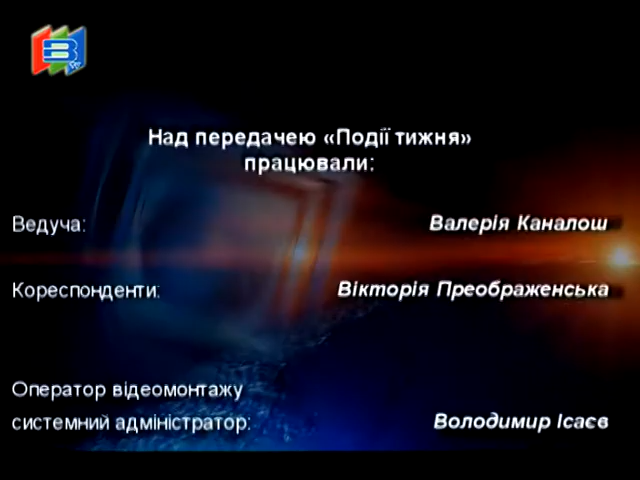 Над передачею «Події тижня»
працювали:
Ведуча: Валерія Каналош
Кореспонденти: Вікторія Преображенська
Оператор відеомонтажу
системний адміністратор: Володимир Ісаєв